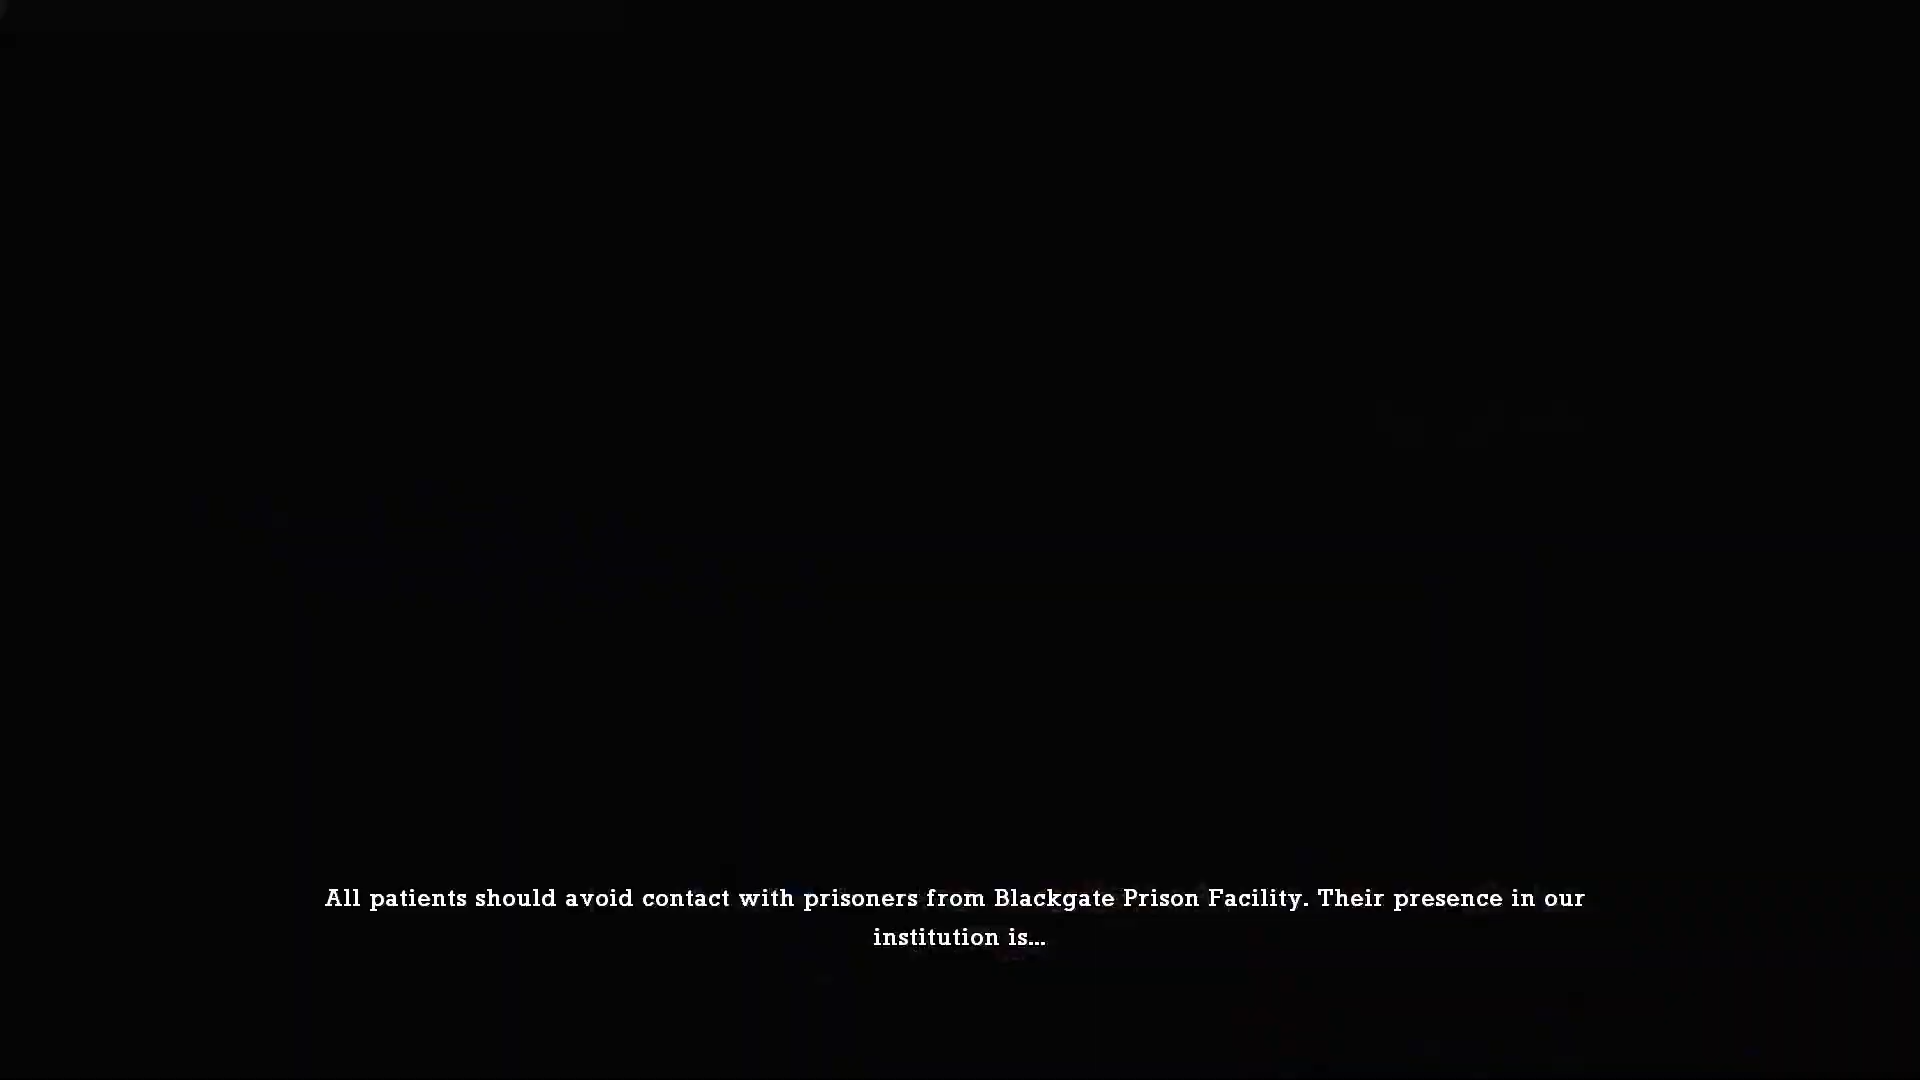 All patients should avoid contact with prisoners from Blackgate Prison Facility. Their presence in our
institution is...